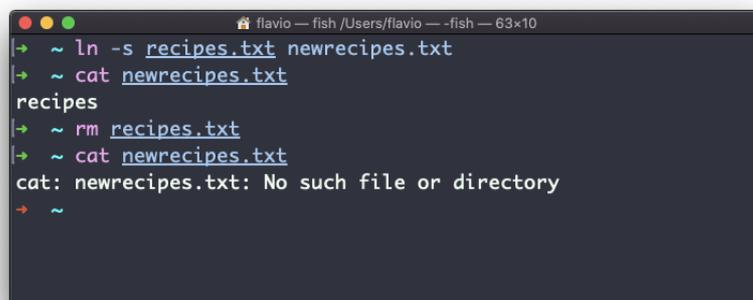 flavio — fish /Users/flavio — -fish — 63×10
➜ ~ ln -s recipes.txt newrecipes.txt
➜ ~ cat newrecipes.txt
recipes
➜ ~ rm recipes.txt
➜ ~ cat newrecipes.txt
cat: newrecipes.txt: No such file or directory
➜ ~